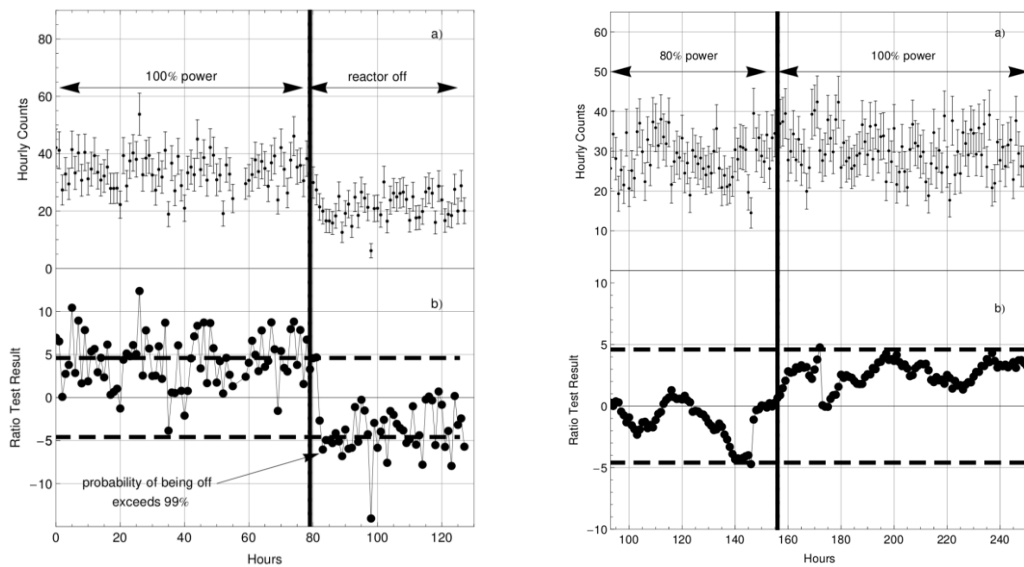 a)
80
100% power
reactor off
60
Hourly Counts
40
20
0
b)
10
5
0
Ratio Test Result
−5
probability of being off
exceeds 99%
−10
0 20 40 60 80 100 120
Hours
a)
60
80% power
100% power
50
40
Hourly Counts
30
20
10
10
b)
5
0
Ratio Test Result
−5
−10
100 120 140 160 180 200 220 240
Hours